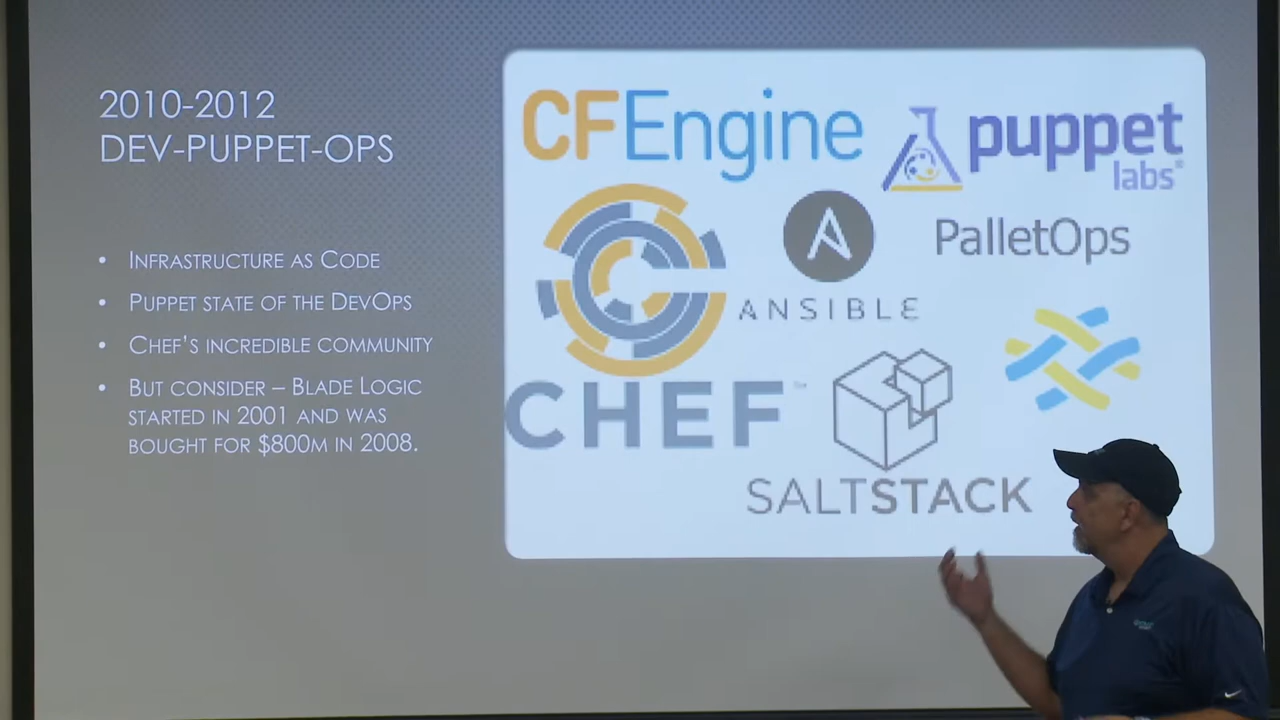 2010-2012
DEV-PUPPET-OPS
• INFRASTRUCTURE AS CODE
• PUPPET STATE OF THE DEVOPS
• CHEF'S INCREDIBLE COMMUNITY
• BUT CONSIDER – BLADE LOGIC
STARTED IN 2001 AND WAS
BOUGHT FOR $800M IN 2008.
CFEngine
puppet
labs®
PalletOps
ANSIBLE
CHEF™
SALTSTACK